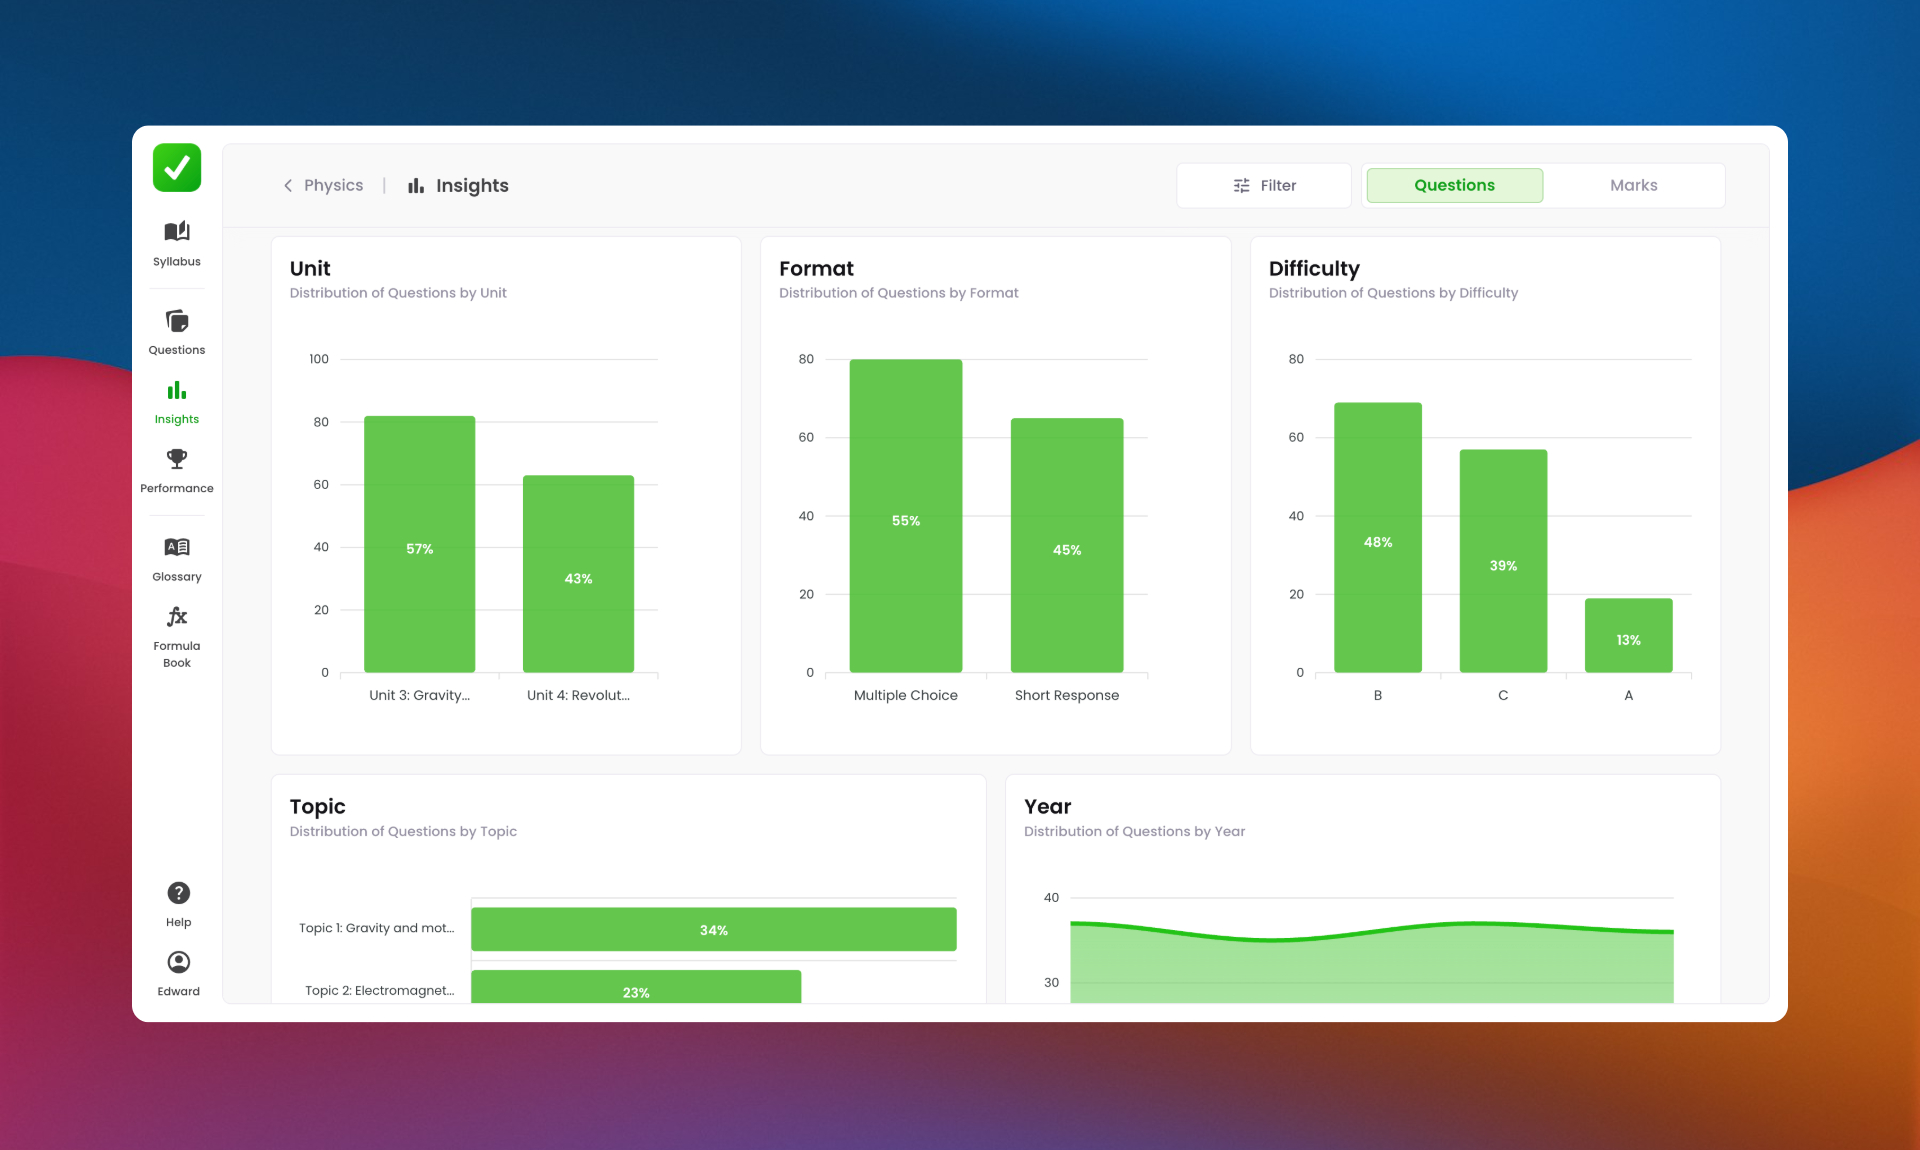 Physics | Insights
Filter
Questions
Marks
Syllabus
Questions
Insights
Performance
Glossary
Formula
Book
Help
Edward
Unit
Distribution of Questions by Unit
100
80
60
40
20
0
57%
43%
Unit 3: Gravity...
Unit 4: Revolut...
Format
Distribution of Questions by Format
80
60
40
20
0
55%
45%
Multiple Choice
Short Response
Difficulty
Distribution of Questions by Difficulty
80
60
40
20
0
48%
39%
13%
B
C
A
Topic
Distribution of Questions by Topic
Topic 1: Gravity and mot...
34%
Topic 2: Electromagnet...
23%
Year
Distribution of Questions by Year
40
30